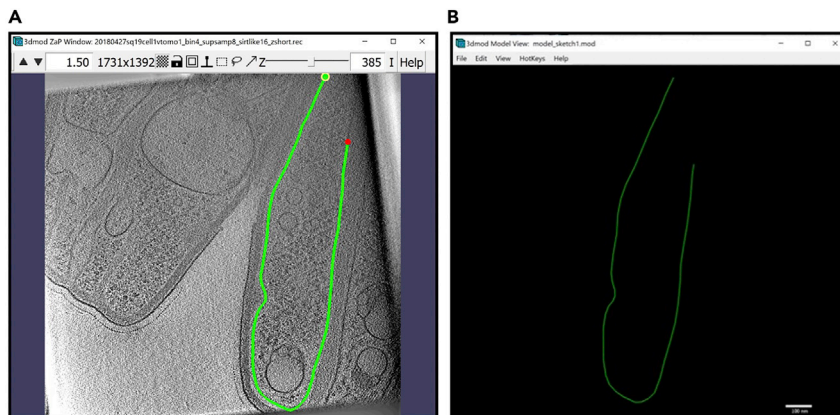 A
3dmod ZaP Window: 20180427sq19cell1vtomo1_bin4_supsamp8_sirtlike16_zshort.rec
1.50 1731x1392 Z 385 I Help
B
3dmod Model View: model_sketch1.mod
File Edit View HotKeys Help
100 nm